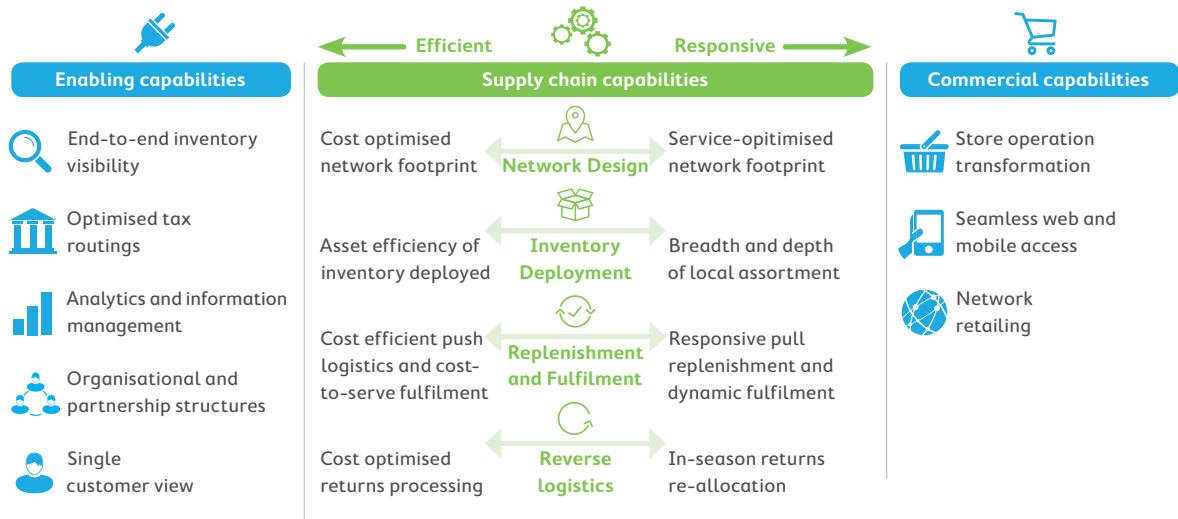 Efficient
Responsive
Enabling capabilities
Supply chain capabilities
Commercial capabilities
End-to-end inventory
visibility
Optimised tax
routings
Analytics and information
management
Organisational and
partnership structures
Single
customer view
Cost optimised
network footprint
Network Design
Service-opitimised
network footprint
Asset efficiency of
inventory deployed
Inventory
Deployment
Breadth and depth
of local assortment
Cost efficient push
logistics and cost-
to-serve fulfilment
Replenishment
and Fulfilment
Responsive pull
replenishment and
dynamic fulfilment
Cost optimised
returns processing
Reverse
logistics
In-season returns
re-allocation
Store operation
transformation
Seamless web and
mobile access
Network
retailing